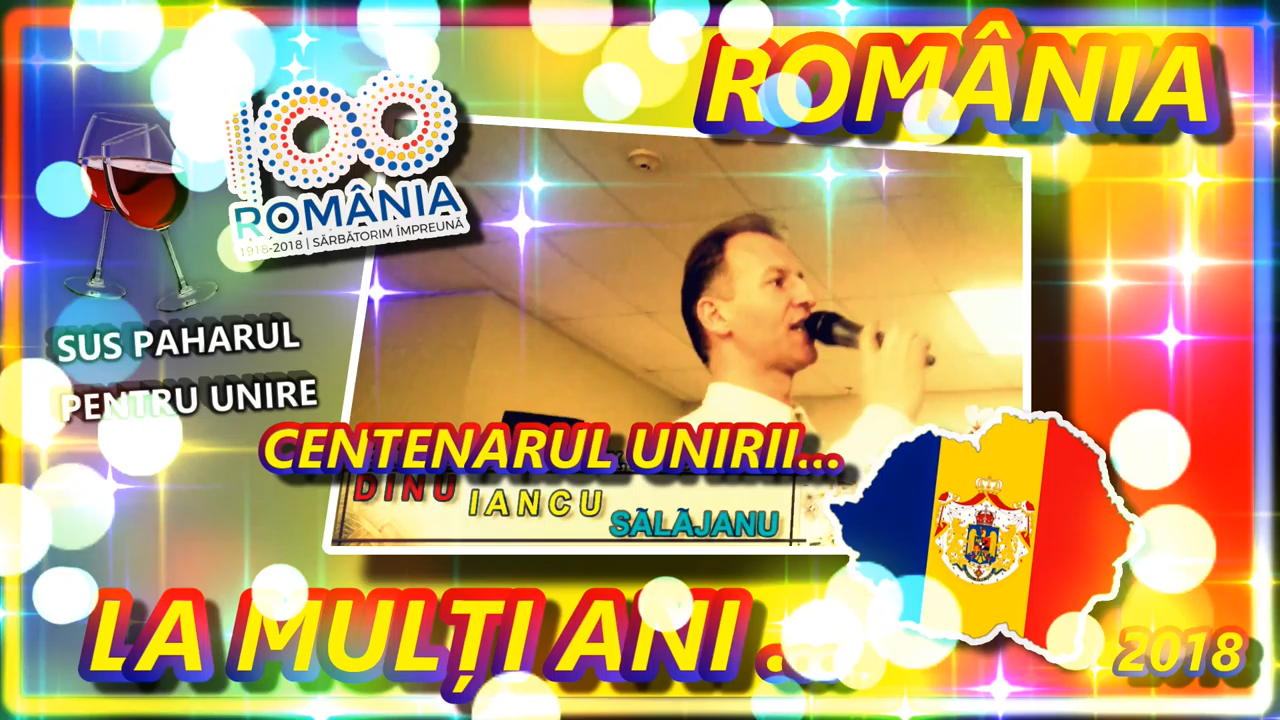 ROMÂNIA
100
ROMÂNIA
1918-2018 | SĂRBĂTORIM ÎMPREUNĂ
SUS PAHARUL
PENTRU UNIRE
CENTENARUL UNIRII...
DINU IANCU SÃLÃJANU
LA MULȚI ANI ...
2018